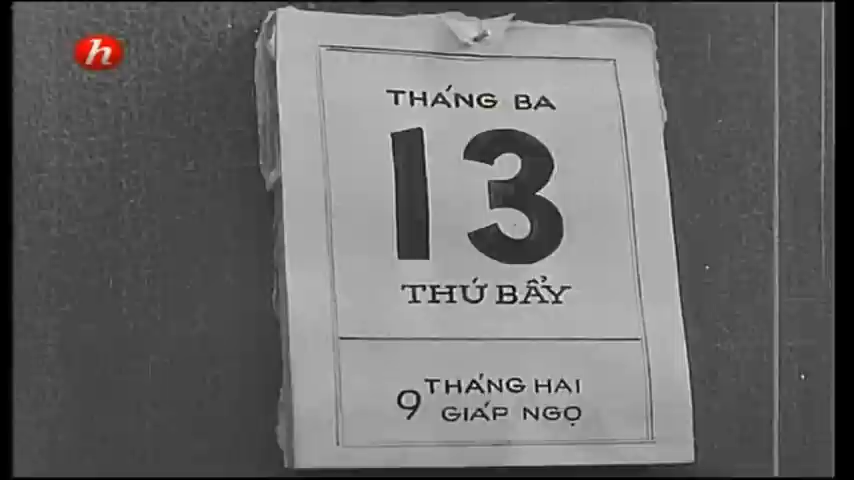 h
THÁNG BA
13
THỨ BẨY
9 THÁNG HAI
GIÁP NGỌ